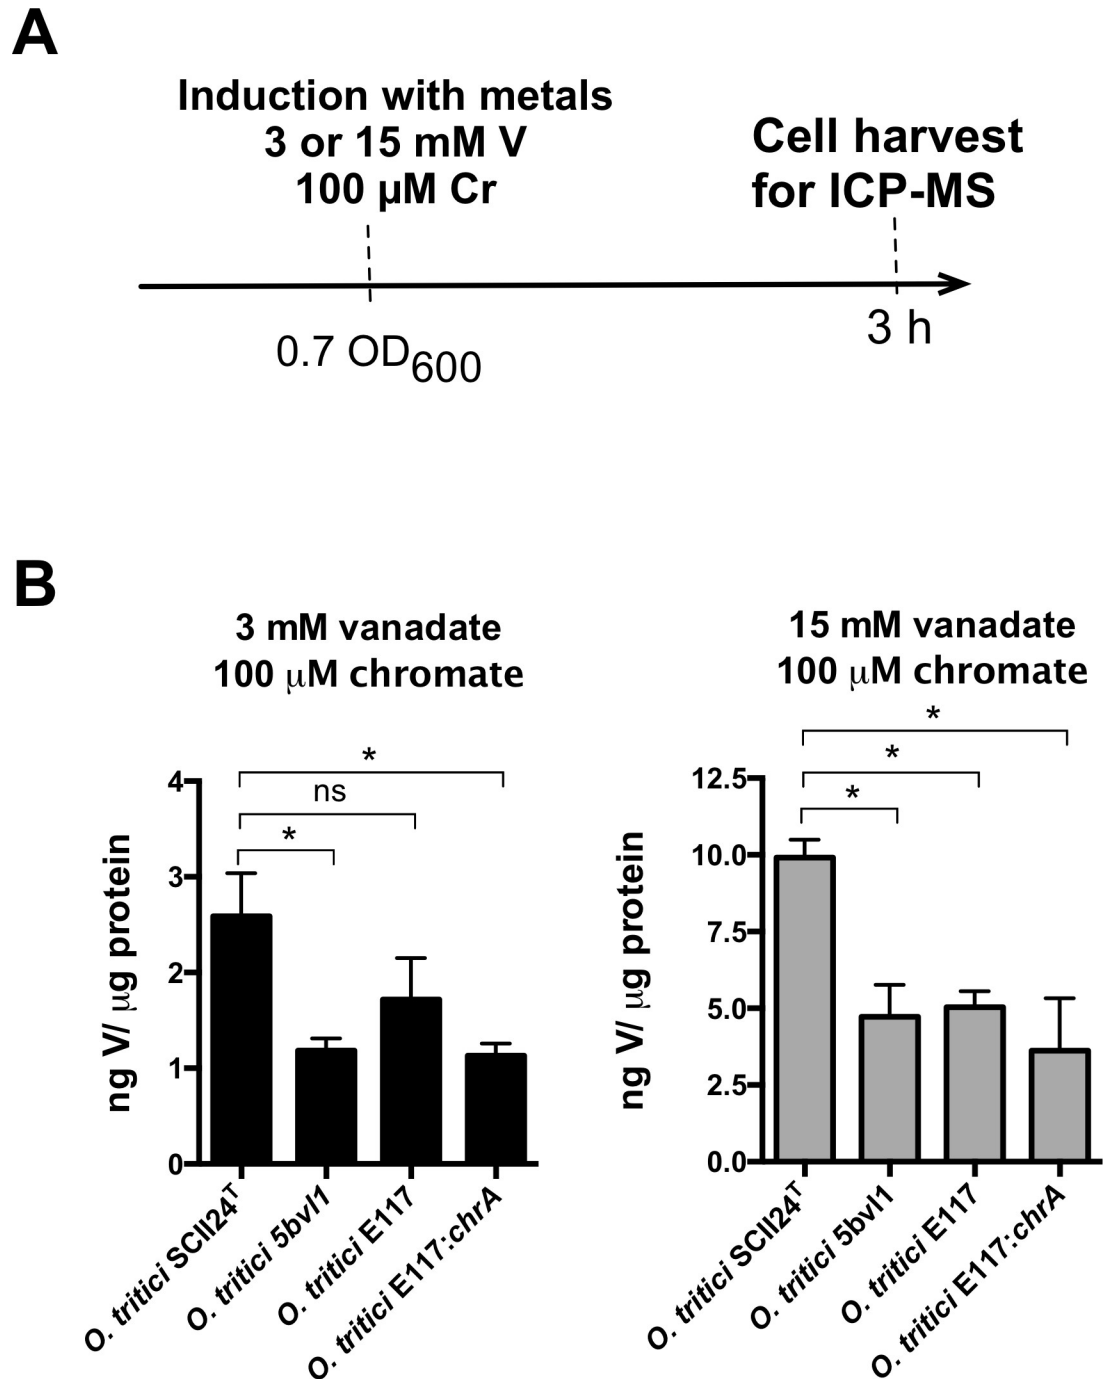 A
Induction with metals
3 or 15 mM V
100 µM Cr
Cell harvest
for ICP-MS
0.7 OD600
3 h
B
3 mM vanadate
100 µM chromate
*
ns
*
4
3
2
1
0
ng V/ µg protein
O. tritici SCII24T
O. tritici 5bvl1
O. tritici E117
O. tritici E117:chrA
15 mM vanadate
100 µM chromate
*
*
*
12.5
10.0
7.5
5.0
2.5
0.0
ng V/ µg protein
O. tritici SCII24T
O. tritici 5bvl1
O. tritici E117
O. tritici E117:chrA